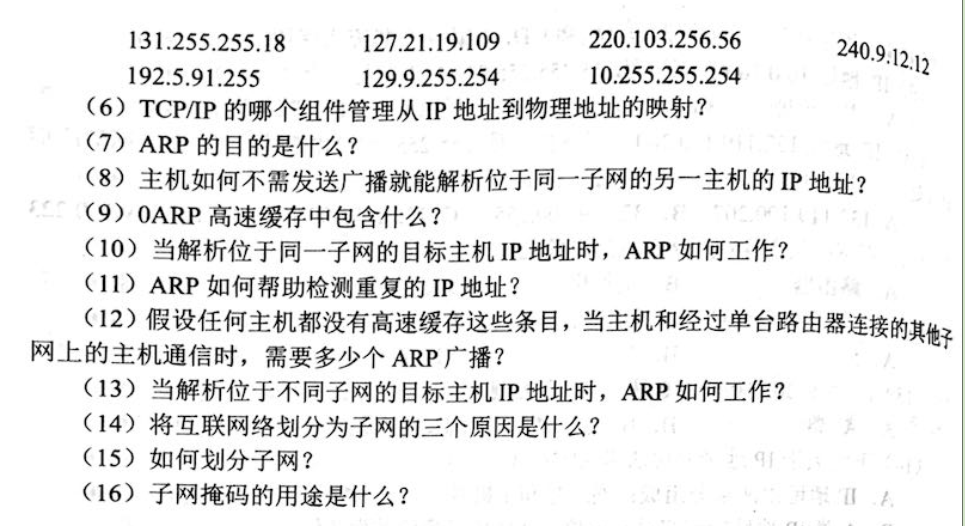 131.255.255.18 127.21.19.109 220.103.256.56 240.9.12.12
192.5.91.255 129.9.255.254 10.255.255.254
（6）TCP/IP 的哪个组件管理从 IP 地址到物理地址的映射？
（7）ARP 的目的是什么？
（8）主机如何不需发送广播就能解析位于同一子网的另一主机的 IP 地址？
（9）0ARP 高速缓存中包含什么？
（10）当解析位于同一子网的目标主机 IP 地址时，ARP 如何工作？
（11）ARP 如何帮助检测重复的 IP 地址？
（12）假设任何主机都没有高速缓存这些条目，当主机和经过单台路由器连接的其他子
网上的主机通信时，需要多少个 ARP 广播？
（13）当解析位于不同子网的目标主机 IP 地址时，ARP 如何工作？
（14）将互联网络划分为子网的三个原因是什么？
（15）如何划分子网？
（16）子网掩码的用途是什么？